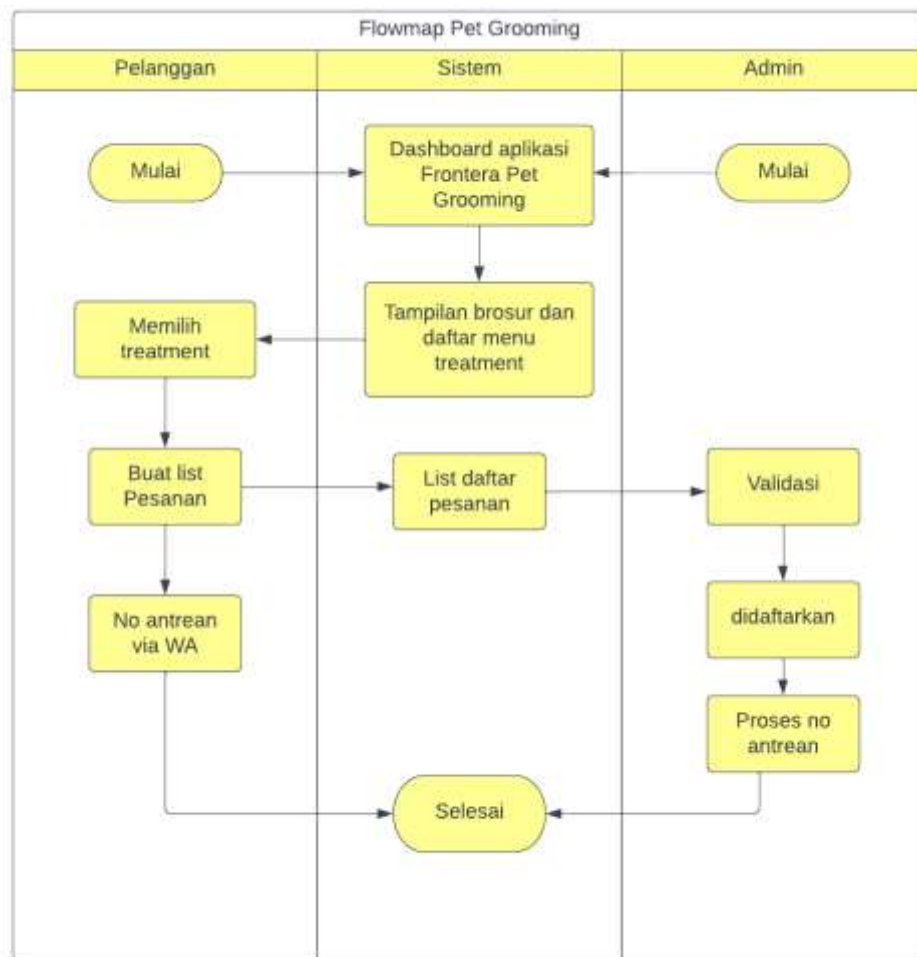 Flowmap Pet Grooming
Pelanggan
Sistem
Admin
Mulai
Dashboard aplikasi
Frontera Pet
Grooming
Mulai
Memilih
treatment
Tampilan brosur dan
daftar menu
treatment
Buat list
Pesanan
List daftar
pesanan
Validasi
No antrean
via WA
didaftarkan
Proses no
antrean
Selesai